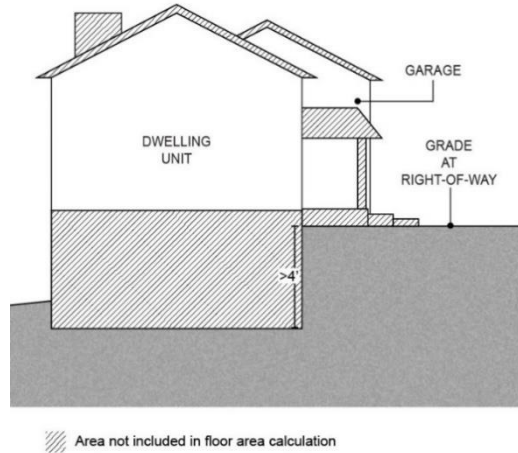 GARAGE
DWELLING
UNIT
GRADE
AT
RIGHT-OF-WAY
>4'
Area not included in floor area calculation